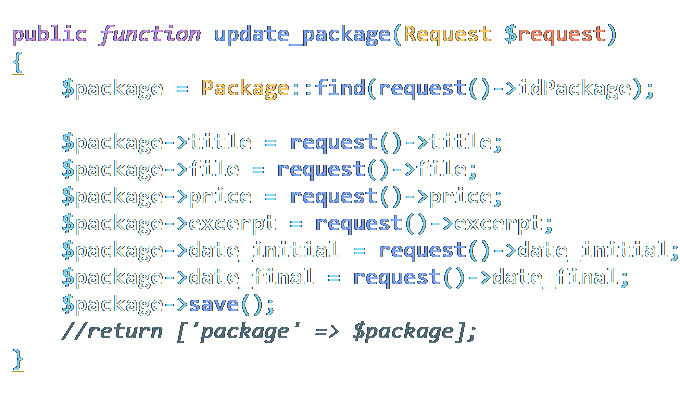 public function update_package(Request $request)
{
$package = Package::find(request()->idPackage);
$package->title = request()->title;
$package->file = request()->file;
$package->price = request()->price;
$package->excerpt = request()->excerpt;
$package->date_initial = request()->date_initial;
$package->date_final = request()->date_final;
$package->save();
//return ['package' => $package];
}